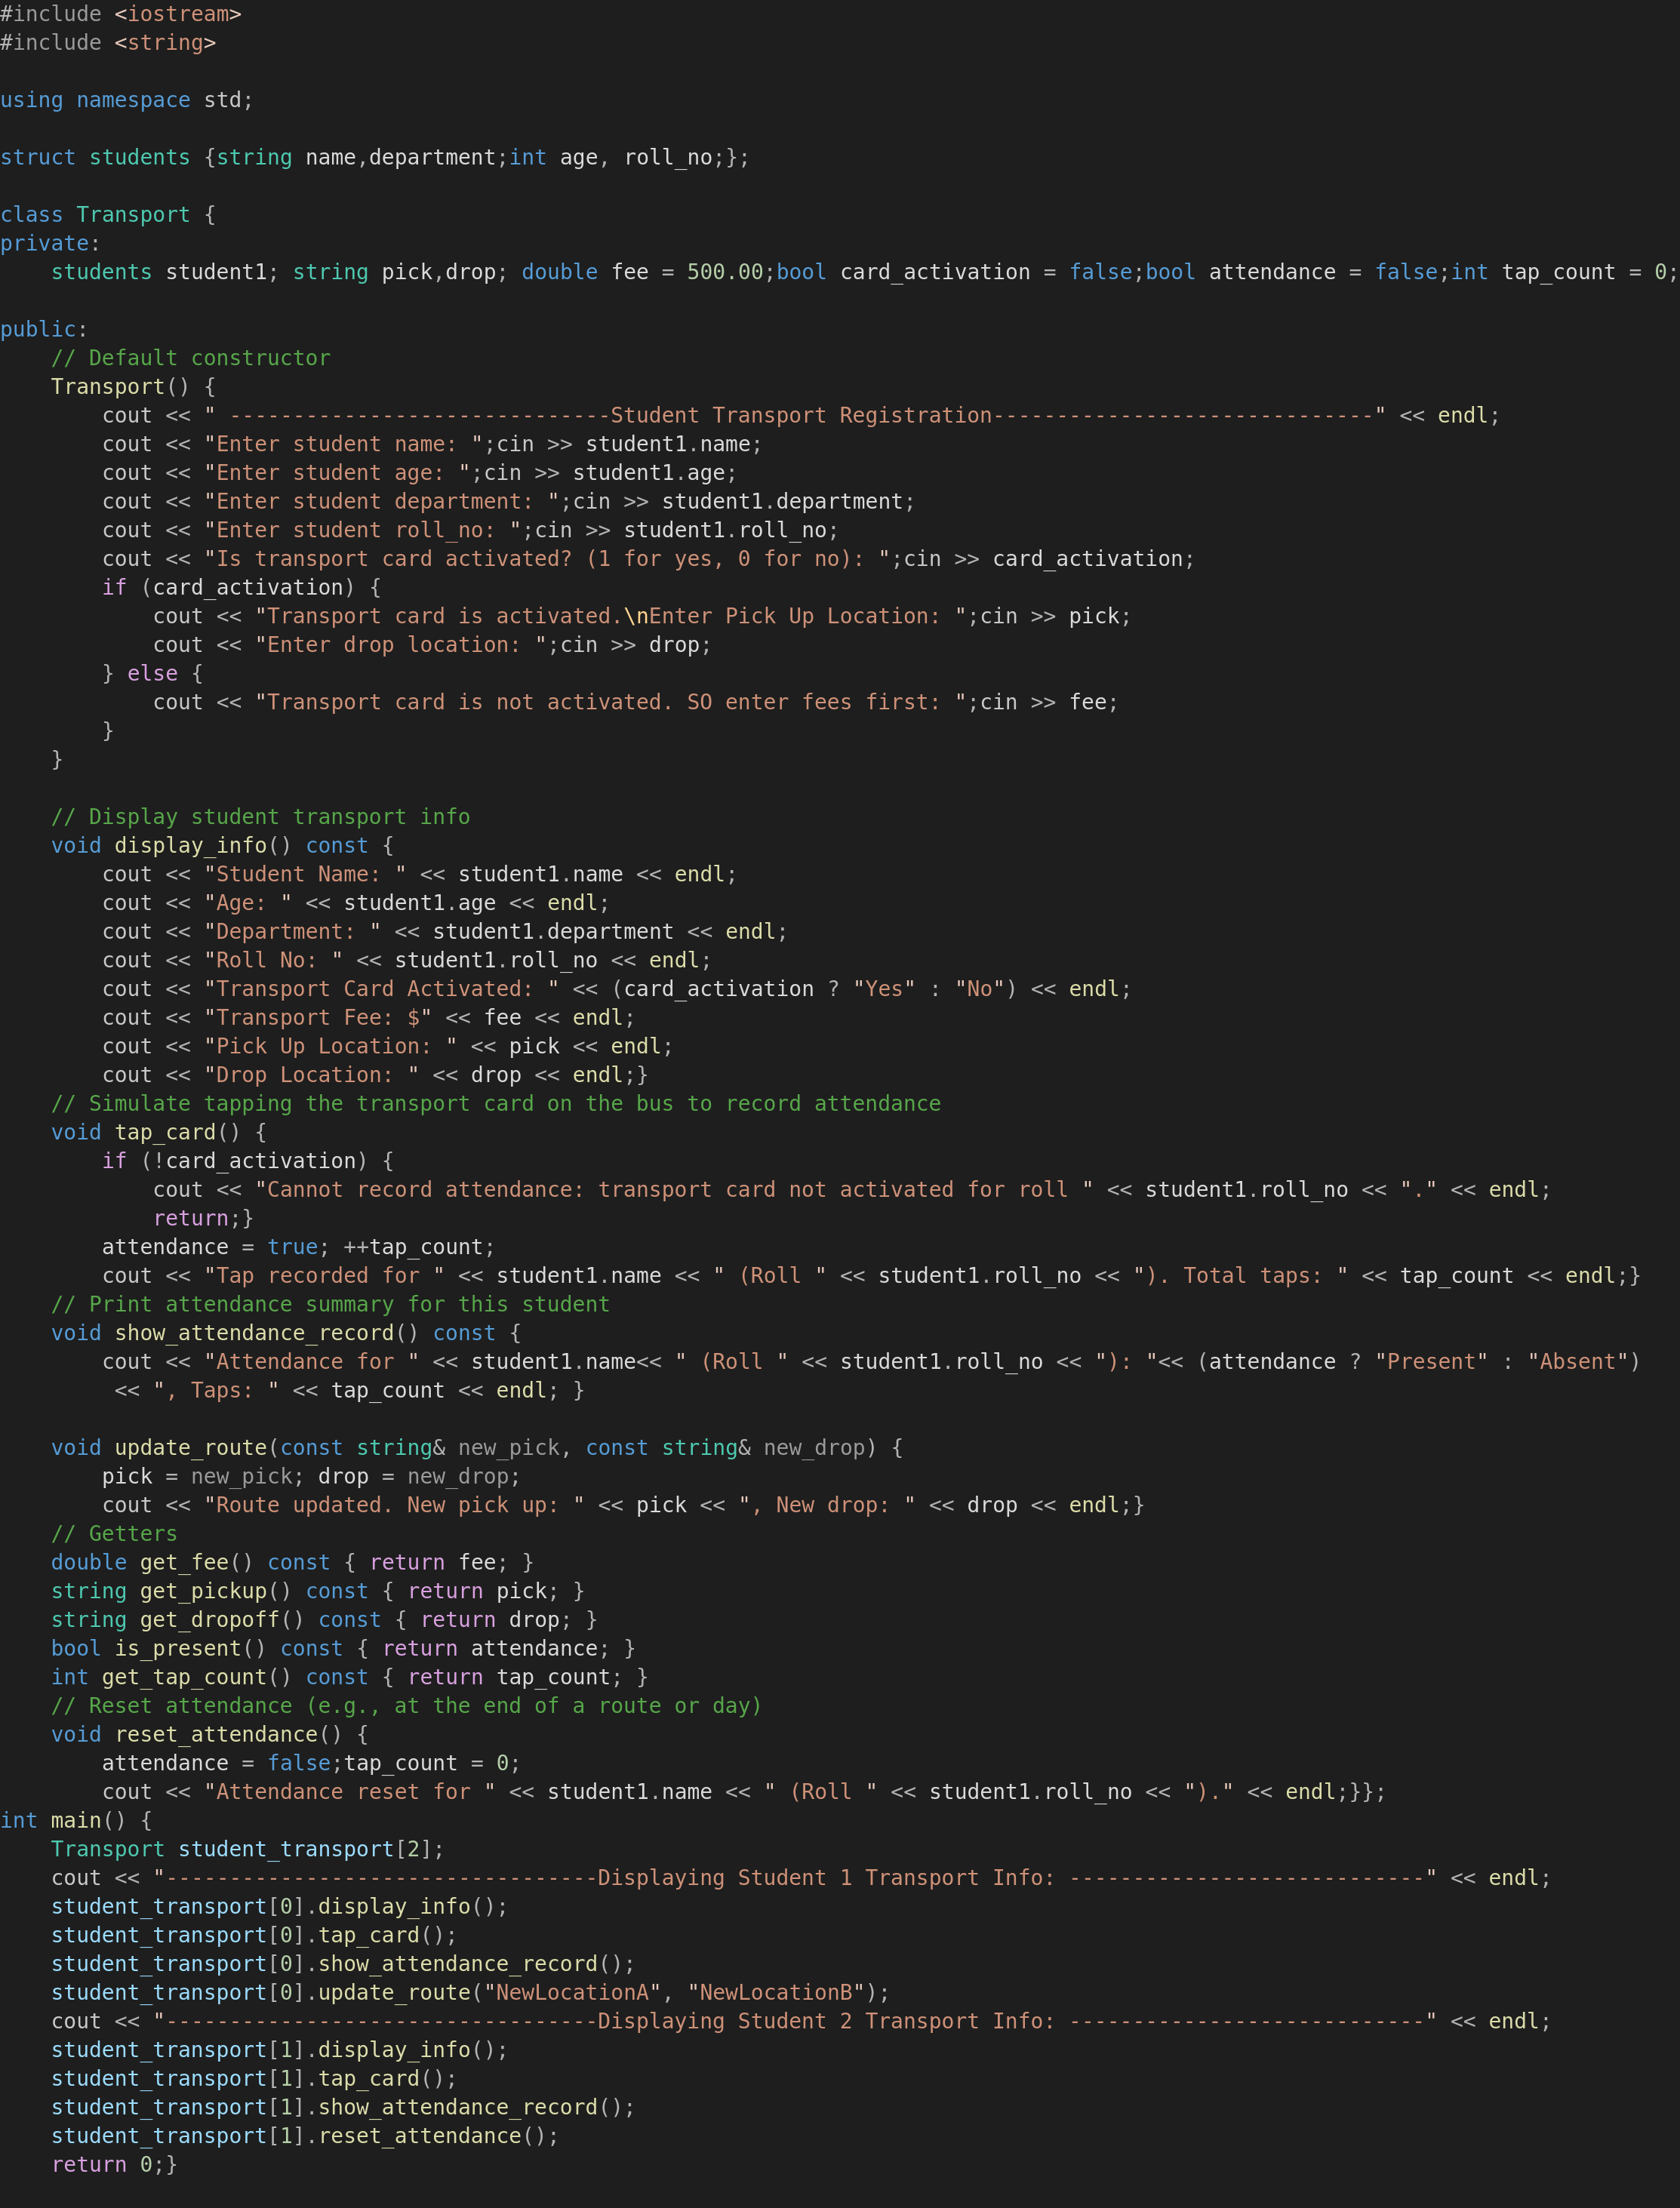 #include <iostream>
#include <string>

using namespace std;

struct students {string name,department;int age, roll_no;};

class Transport {
private:
    students student1; string pick,drop; double fee = 500.00;bool card_activation = false;bool attendance = false;int tap_count = 0;

public:
    // Default constructor
    Transport() {
        cout << " ------------------------------Student Transport Registration------------------------------" << endl;
        cout << "Enter student name: ";cin >> student1.name;
        cout << "Enter student age: ";cin >> student1.age;
        cout << "Enter student department: ";cin >> student1.department;
        cout << "Enter student roll_no: ";cin >> student1.roll_no;
        cout << "Is transport card activated? (1 for yes, 0 for no): ";cin >> card_activation;
        if (card_activation) {
            cout << "Transport card is activated.\nEnter Pick Up Location: ";cin >> pick;
            cout << "Enter drop location: ";cin >> drop;
        } else {
            cout << "Transport card is not activated. SO enter fees first: ";cin >> fee;
        }
    }

    // Display student transport info
    void display_info() const {
        cout << "Student Name: " << student1.name << endl;
        cout << "Age: " << student1.age << endl;
        cout << "Department: " << student1.department << endl;
        cout << "Roll No: " << student1.roll_no << endl;
        cout << "Transport Card Activated: " << (card_activation ? "Yes" : "No") << endl;
        cout << "Transport Fee: $" << fee << endl;
        cout << "Pick Up Location: " << pick << endl;
        cout << "Drop Location: " << drop << endl;}
    // Simulate tapping the transport card on the bus to record attendance
    void tap_card() {
        if (!card_activation) {
            cout << "Cannot record attendance: transport card not activated for roll " << student1.roll_no << "." << endl;
            return;}
        attendance = true; ++tap_count;
        cout << "Tap recorded for " << student1.name << " (Roll " << student1.roll_no << "). Total taps: " << tap_count << endl;}
    // Print attendance summary for this student
    void show_attendance_record() const {
        cout << "Attendance for " << student1.name<< " (Roll " << student1.roll_no << "): "<< (attendance ? "Present" : "Absent")
         << ", Taps: " << tap_count << endl; }

    void update_route(const string& new_pick, const string& new_drop) {
        pick = new_pick; drop = new_drop;
        cout << "Route updated. New pick up: " << pick << ", New drop: " << drop << endl;}
    // Getters
    double get_fee() const { return fee; }
    string get_pickup() const { return pick; }
    string get_dropoff() const { return drop; }
    bool is_present() const { return attendance; }
    int get_tap_count() const { return tap_count; }
    // Reset attendance (e.g., at the end of a route or day)
    void reset_attendance() {
        attendance = false;tap_count = 0;
        cout << "Attendance reset for " << student1.name << " (Roll " << student1.roll_no << ")." << endl;}};
int main() {
    Transport student_transport[2];
    cout << "----------------------------------Displaying Student 1 Transport Info: ----------------------------" << endl;
    student_transport[0].display_info();
    student_transport[0].tap_card();
    student_transport[0].show_attendance_record();
    student_transport[0].update_route("NewLocationA", "NewLocationB");
    cout << "----------------------------------Displaying Student 2 Transport Info: ----------------------------" << endl;
    student_transport[1].display_info();
    student_transport[1].tap_card();
    student_transport[1].show_attendance_record();
    student_transport[1].reset_attendance();
    return 0;}